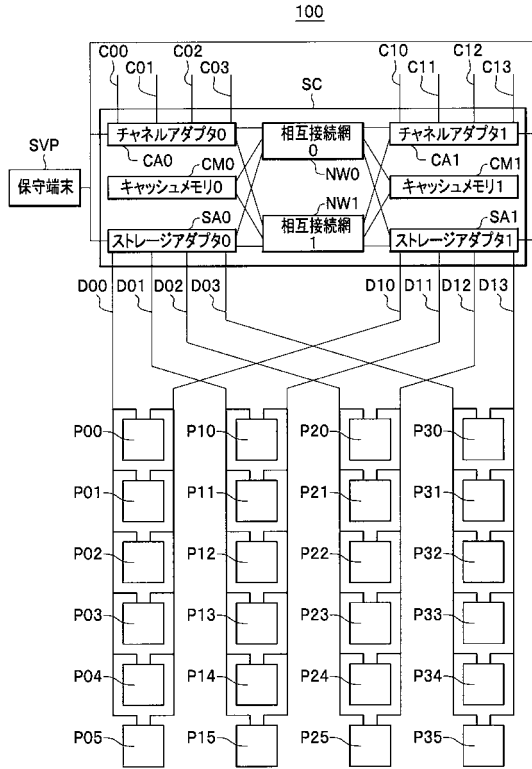 100
C00
C01
C02
C03
C10
C11
C12
C13
SC
SVP
保守端末
チャネルアダプタ0
CA0
相互接続網
0
NW0
チャネルアダプタ1
CA1
CM0
キャッシュメモリ0
CM1
キャッシュメモリ1
SA0
ストレージアダプタ0
NW1
相互接続網
1
SA1
ストレージアダプタ1
D00
D01
D02
D03
D10
D11
D12
D13
P00
P10
P20
P30
P01
P11
P21
P31
P02
P12
P22
P32
P03
P13
P23
P33
P04
P14
P24
P34
P05
P15
P25
P35